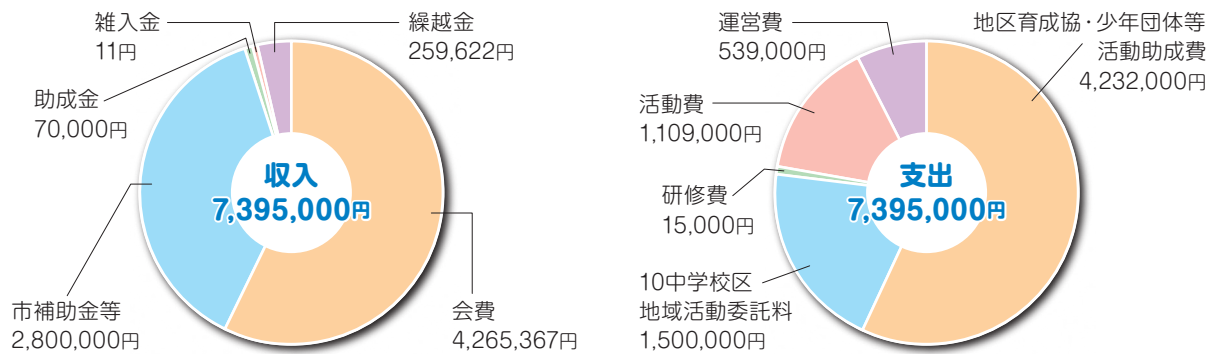 雑入金
11円
繰越金
259,622円
助成金
70,000円
収入
7,395,000円
市補助金等
2,800,000円
会費
4,265,367円
運営費
539,000円
地区育成協・少年団体等
活動助成費
4,232,000円
活動費
1,109,000円
研修費
15,000円
支出
7,395,000円
10中学校区
地域活動委託料
1,500,000円